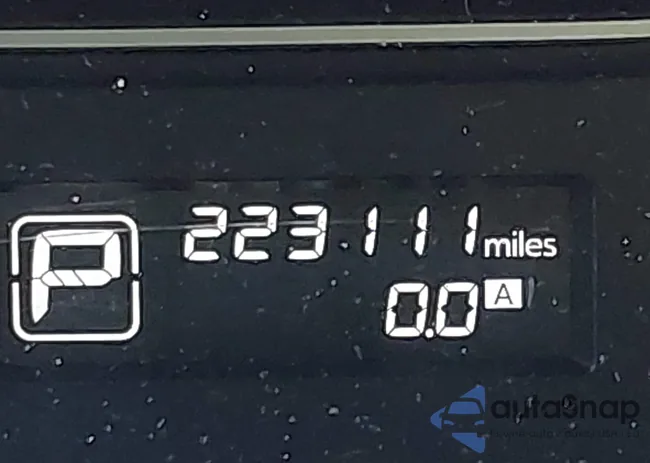 P
223111 miles
0.0 A
autosnap